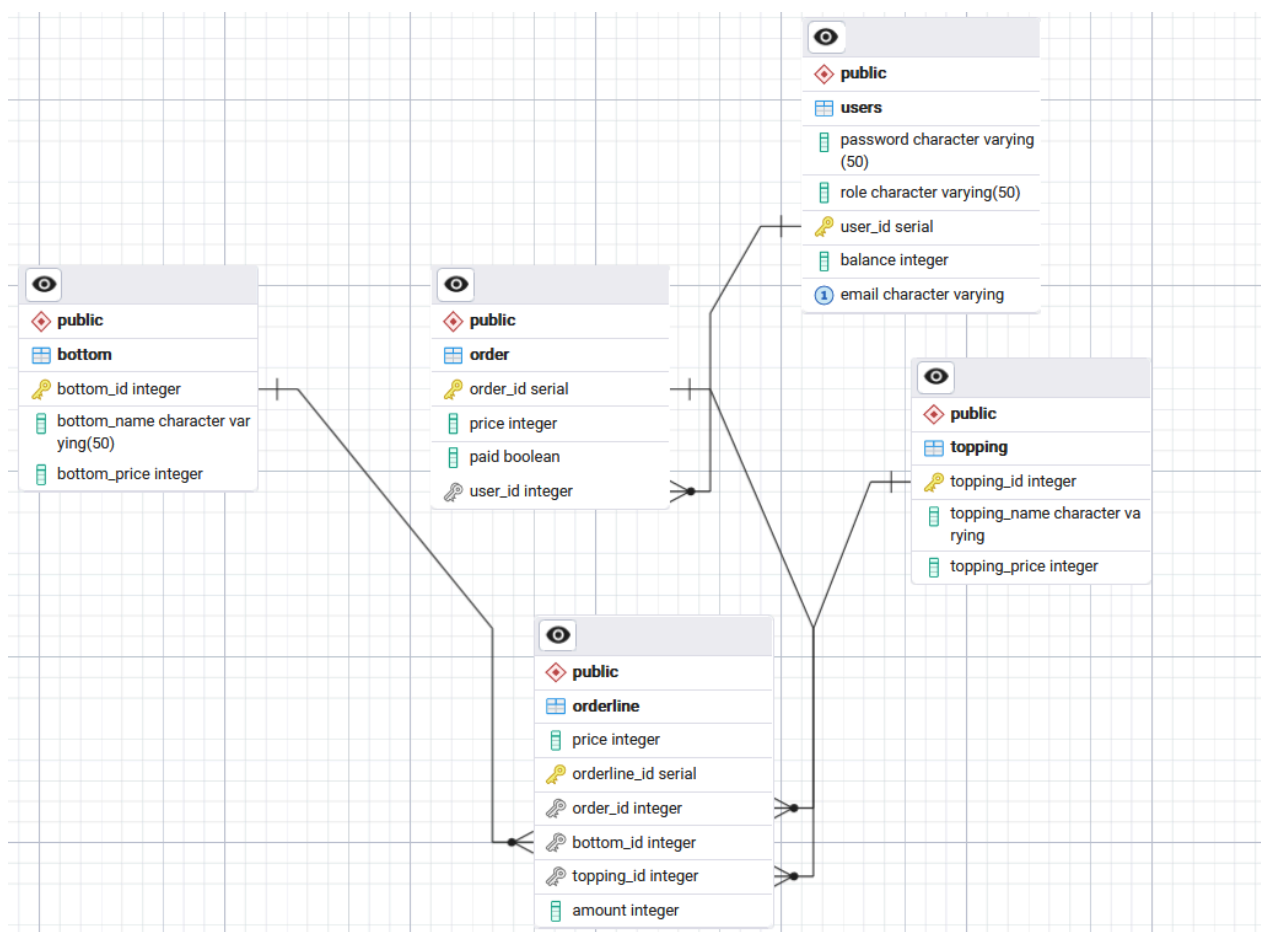 public
users
password character varying
(50)
role character varying(50)
user_id serial
balance integer
1 email character varying
public
bottom
bottom_id integer
bottom_name character var
ying(50)
bottom_price integer
public
order
order_id serial
price integer
paid boolean
user_id integer
public
topping
topping_id integer
topping_name character va
rying
topping_price integer
public
orderline
price integer
orderline_id serial
order_id integer
bottom_id integer
topping_id integer
amount integer